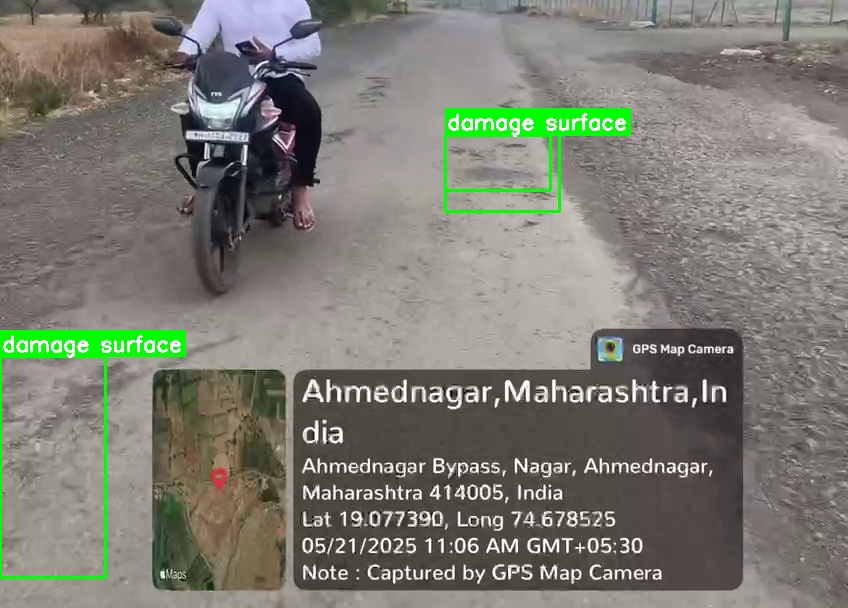 TVS
damage surface
damage surface
GPS Map Camera
Ahmednagar,Maharashtra,In
dia
Ahmednagar Bypass, Nagar, Ahmednagar,
Maharashtra 414005, India
Lat 19.077390, Long 74.678525
05/21/2025 11:06 AM GMT+05:30
Note : Captured by GPS Map Camera
Maps